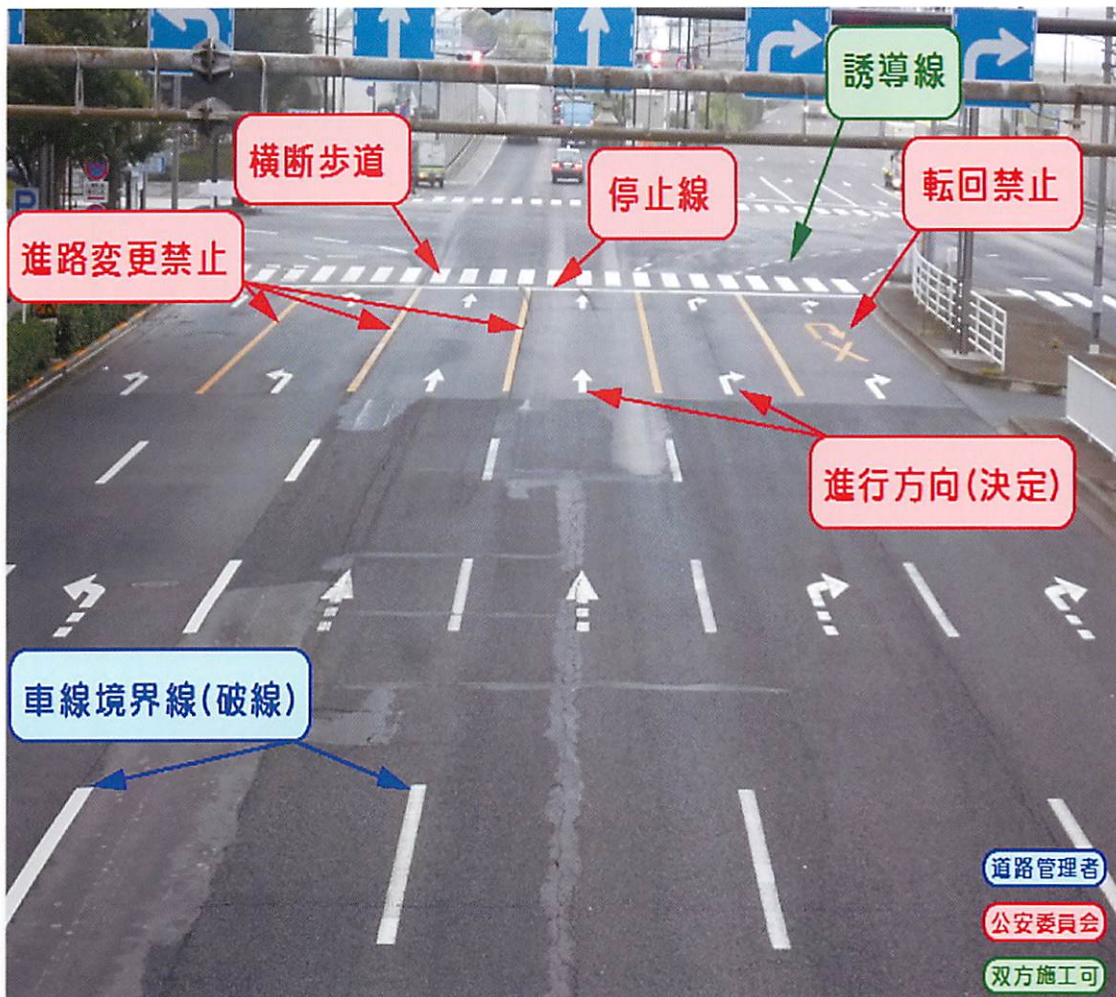 誘導線
横断歩道
停止線
転回禁止
進路変更禁止
進行方向(決定)
車線境界線(破線)
道路管理者
公安委員会
双方施工可
P